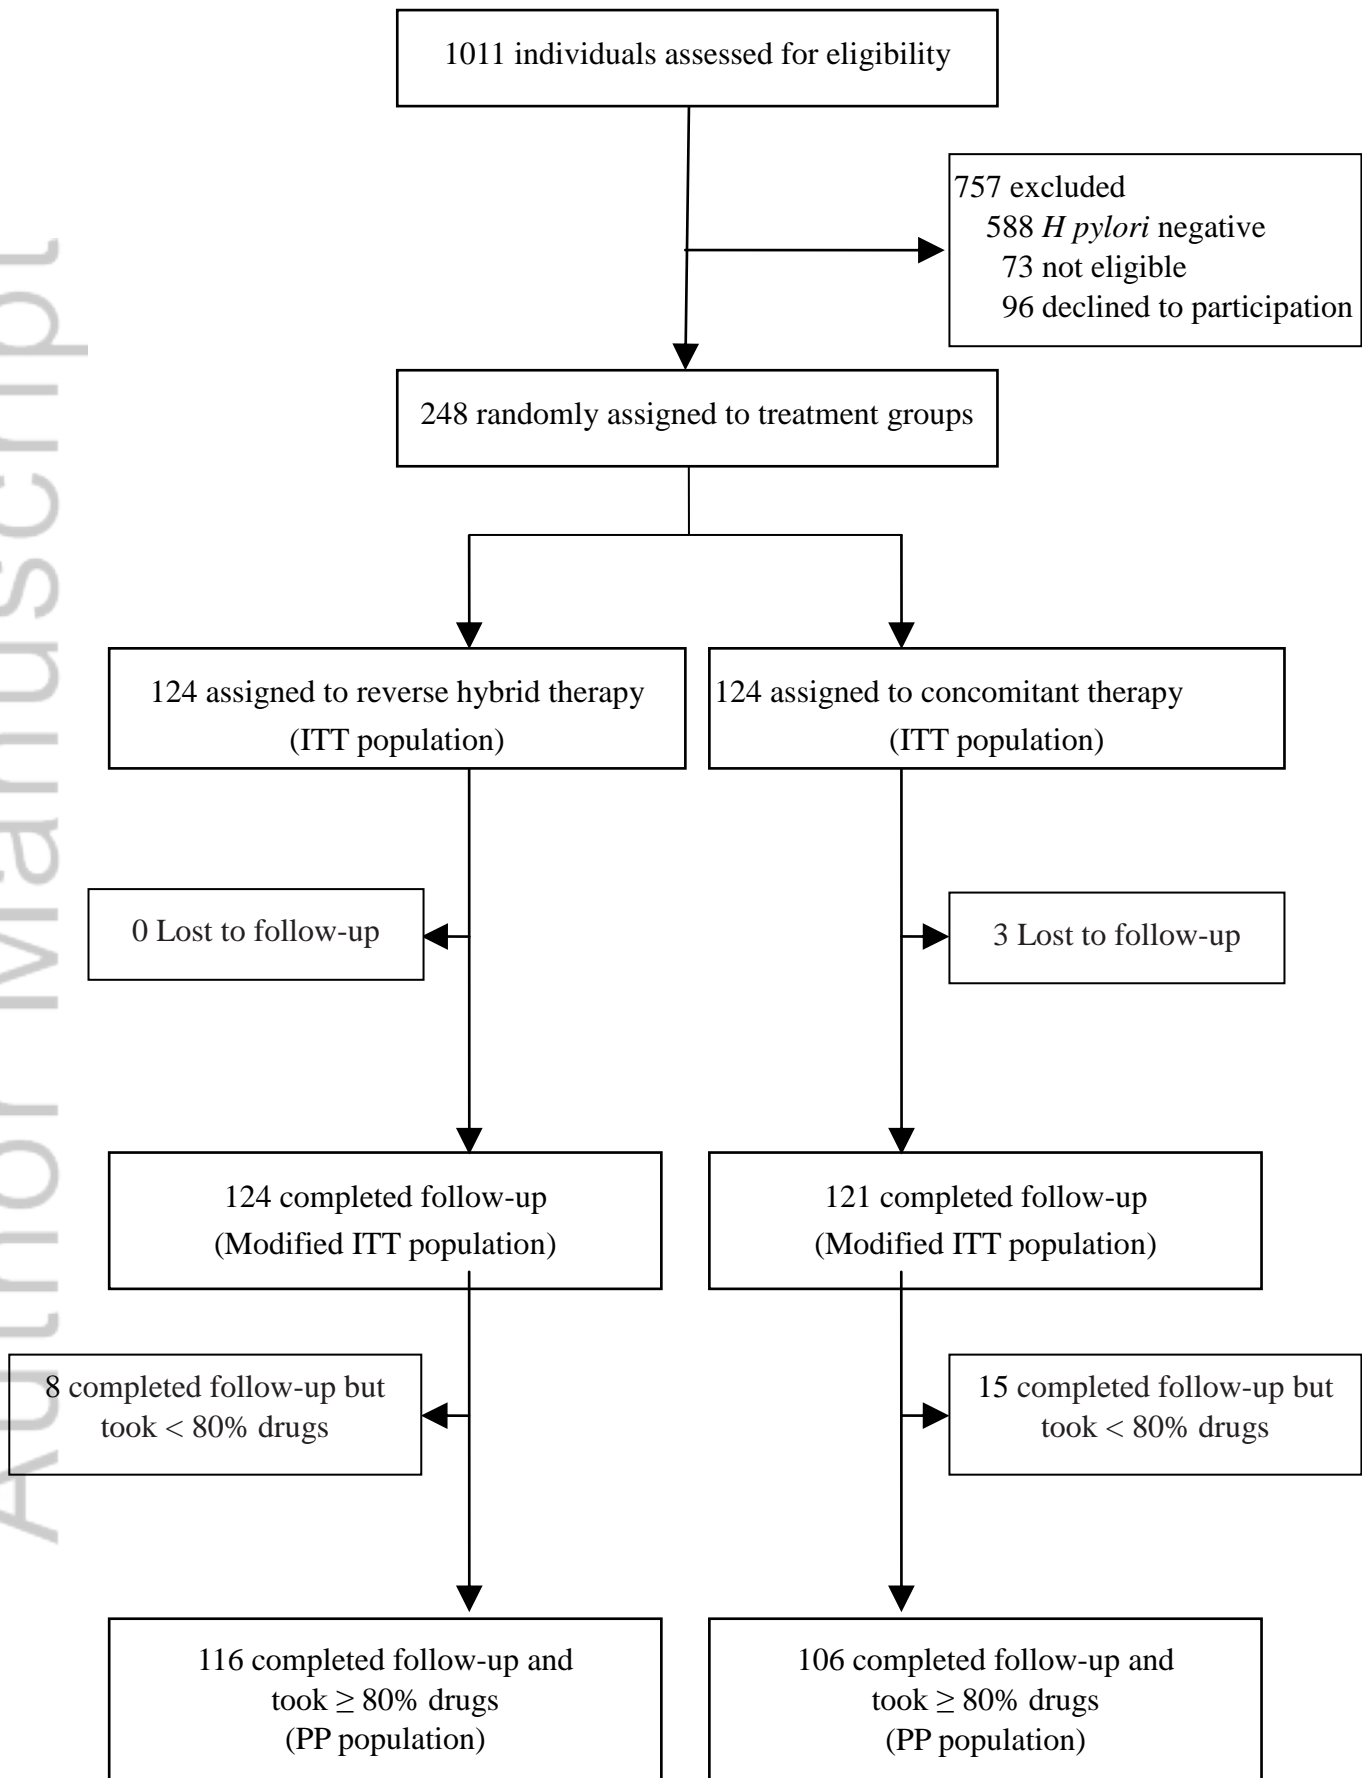 1011 individuals assessed for eligibility
757 excluded
588 H pylori negative
73 not eligible
96 declined to participation
248 randomly assigned to treatment groups
124 assigned to reverse hybrid therapy
(ITT population)
124 assigned to concomitant therapy
(ITT population)
0 Lost to follow-up
3 Lost to follow-up
124 completed follow-up
(Modified ITT population)
121 completed follow-up
(Modified ITT population)
8 completed follow-up but
took < 80% drugs
15 completed follow-up but
took < 80% drugs
116 completed follow-up and
took ≥ 80% drugs
(PP population)
106 completed follow-up and
took ≥ 80% drugs
(PP population)
Author Manuscript